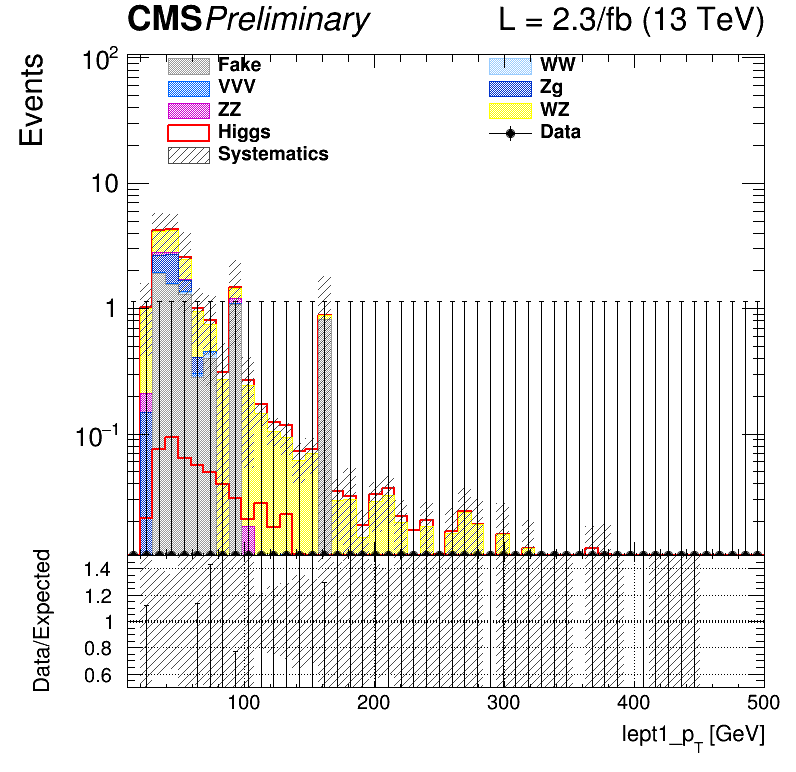 CMS Preliminary L = 2.3/fb (13 TeV)
Events
10²
10
1
10⁻¹
Fake
VVV
ZZ
Higgs
Systematics
WW
Zg
WZ
Data
Data/Expected
1.4
1.2
1
0.8
0.6
100 200 300 400 500
lept1_p_T [GeV]